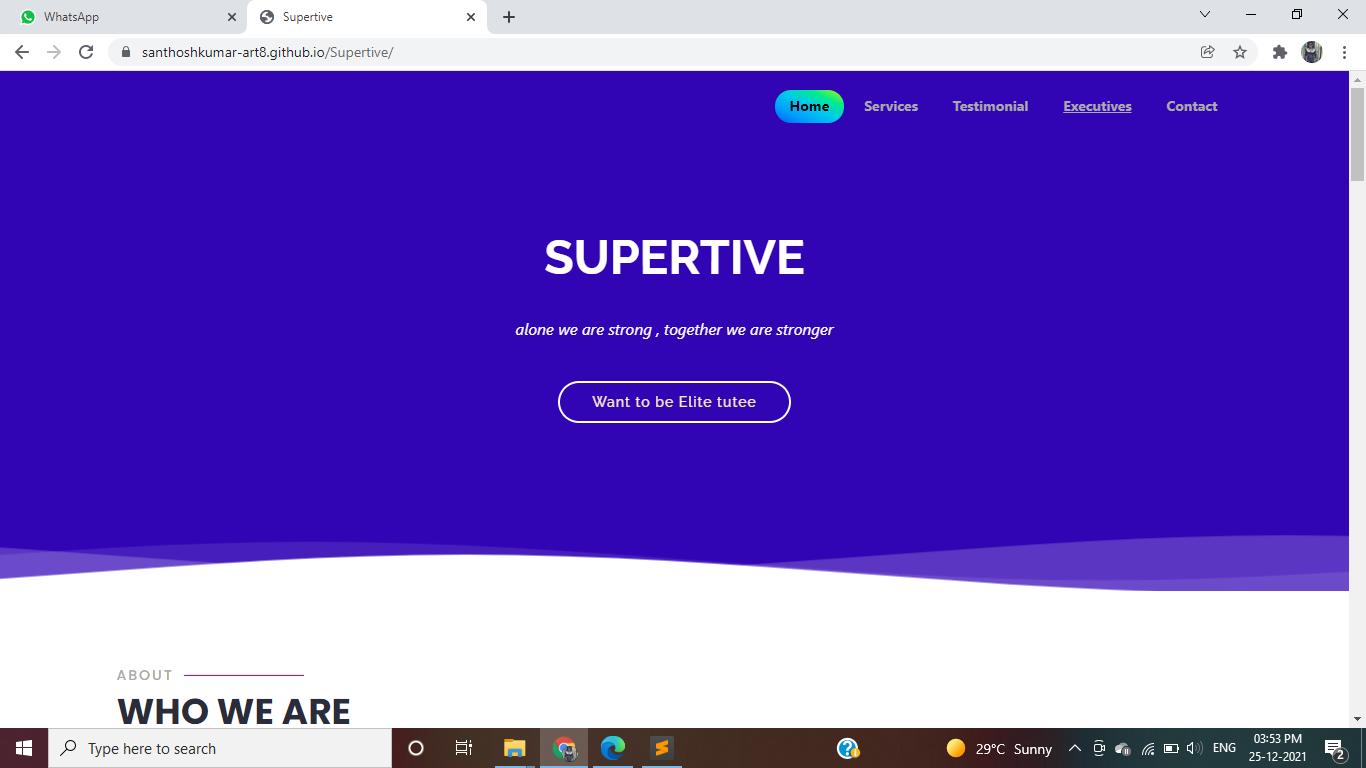 WhatsApp
Supertive
santhoshkumar-art8.github.io/Supertive/
Home Services Testimonial Executives Contact
SUPERTIVE
alone we are strong , together we are stronger
Want to be Elite tutee
ABOUT
WHO WE ARE
Type here to search
29°C Sunny
ENG
03:53 PM
25-12-2021
2